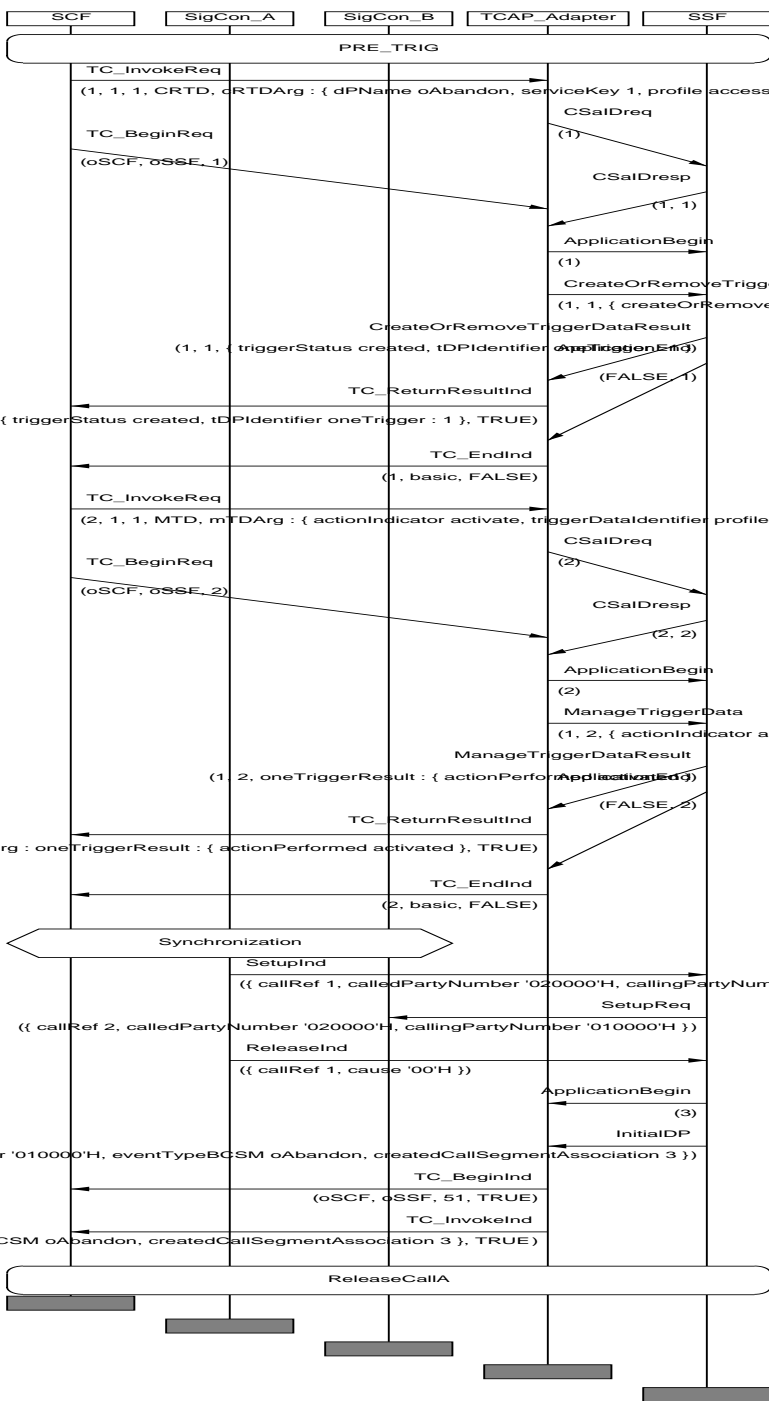 SCF SigCon_A SigCon_B TCAP_Adapter SSF
PRE_TRIG
TC_InvokeReq
(1, 1, 1, CRTD, cRTDArg : { dPName oAbandon, serviceKey 1, profile access
CSaIDreq
(1)
TC_BeginReq
(oSCF, oSSF, 1)
CSaIDresp
(1, 1)
ApplicationBegin
(1)
CreateOrRemoveTrigge
(1, 1, { createOrRemove
CreateOrRemoveTriggerDataResult
(1, 1, { triggerStatus created, tDPIdentifier oneTrigger : 1 })
ApplicationEnd
(FALSE, 1)
TC_ReturnResultInd
{ triggerStatus created, tDPIdentifier oneTrigger : 1 }, TRUE)
TC_EndInd
(1, basic, FALSE)
TC_InvokeReq
(2, 1, 1, MTD, mTDArg : { actionIndicator activate, triggerDataIdentifier profile
CSaIDreq
(2)
TC_BeginReq
(oSCF, oSSF, 2)
CSaIDresp
(2, 2)
ApplicationBegin
(2)
ManageTriggerData
(1, 2, { actionIndicator a
ManageTriggerDataResult
(1, 2, oneTriggerResult : { actionPerformed activated })
ApplicationEnd
(FALSE, 2)
TC_ReturnResultInd
rg : oneTriggerResult : { actionPerformed activated }, TRUE)
TC_EndInd
(2, basic, FALSE)
Synchronization
SetupInd
({ callRef 1, calledPartyNumber '020000'H, callingPartyNum
SetupReq
({ callRef 2, calledPartyNumber '020000'H, callingPartyNumber '010000'H })
ReleaseInd
({ callRef 1, cause '00'H })
ApplicationBegin
(3)
InitialDP
r '010000'H, eventTypeBCSM oAbandon, createdCallSegmentAssociation 3 })
TC_BeginInd
(oSCF, oSSF, 51, TRUE)
TC_InvokeInd
CSM oAbandon, createdCallSegmentAssociation 3 }, TRUE)
ReleaseCallA